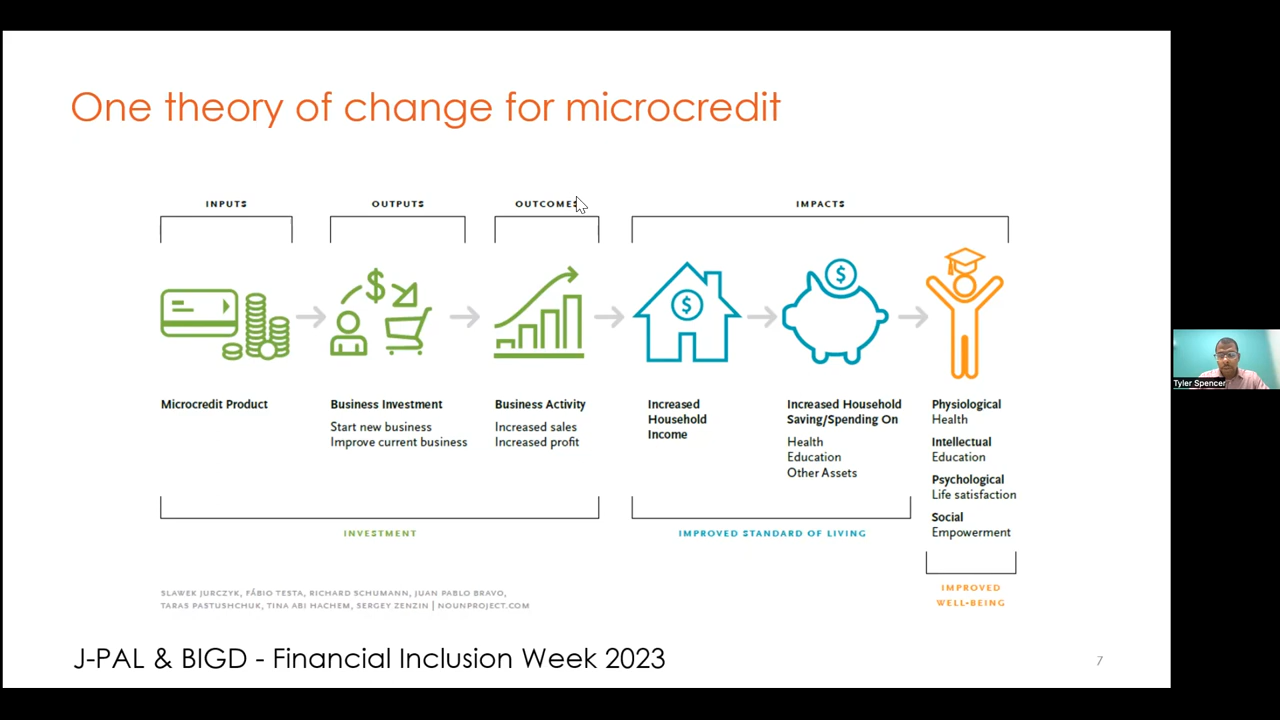 One theory of change for microcredit
INPUTS
OUTPUTS
OUTCOMES
IMPACTS
Microcredit Product
Business Investment
Start new business
Improve current business
Business Activity
Increased sales
Increased profit
Increased
Household
Income
Increased Household
Saving/Spending On
Health
Education
Other Assets
Physiological
Health
Intellectual
Education
Psychological
Life satisfaction
Social
Empowerment
INVESTMENT
IMPROVED STANDARD OF LIVING
IMPROVED
WELL-BEING
SLAWEK JURCZYK, FÁBIO TESTA, RICHARD SCHUMANN, JUAN PABLO BRAVO,
TARAS PASTUSHCHUK, TINA ABI HACHEM, SERGEY ZENZIN | NOUNPROJECT.COM
J-PAL & BIGD - Financial Inclusion Week 2023
7
Tyler Spencer